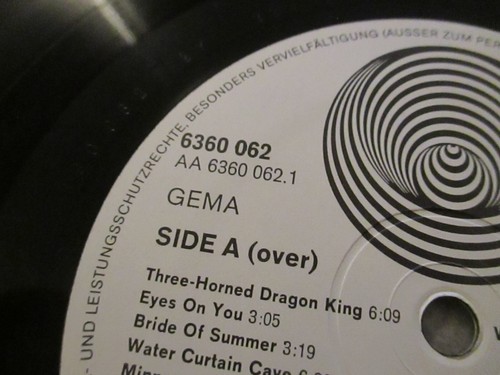 - UND LEISTUNGSSCHUTZRECHTE, BESONDERS VERVIELFÄLTIGUNG (AUSSER ZUM PER
6360 062
AA 6360 062.1
GEMA
SIDE A (over)
Three-Horned Dragon King 6:09
Eyes On You 3:05
Bride Of Summer 3:19
Water Curtain Cave